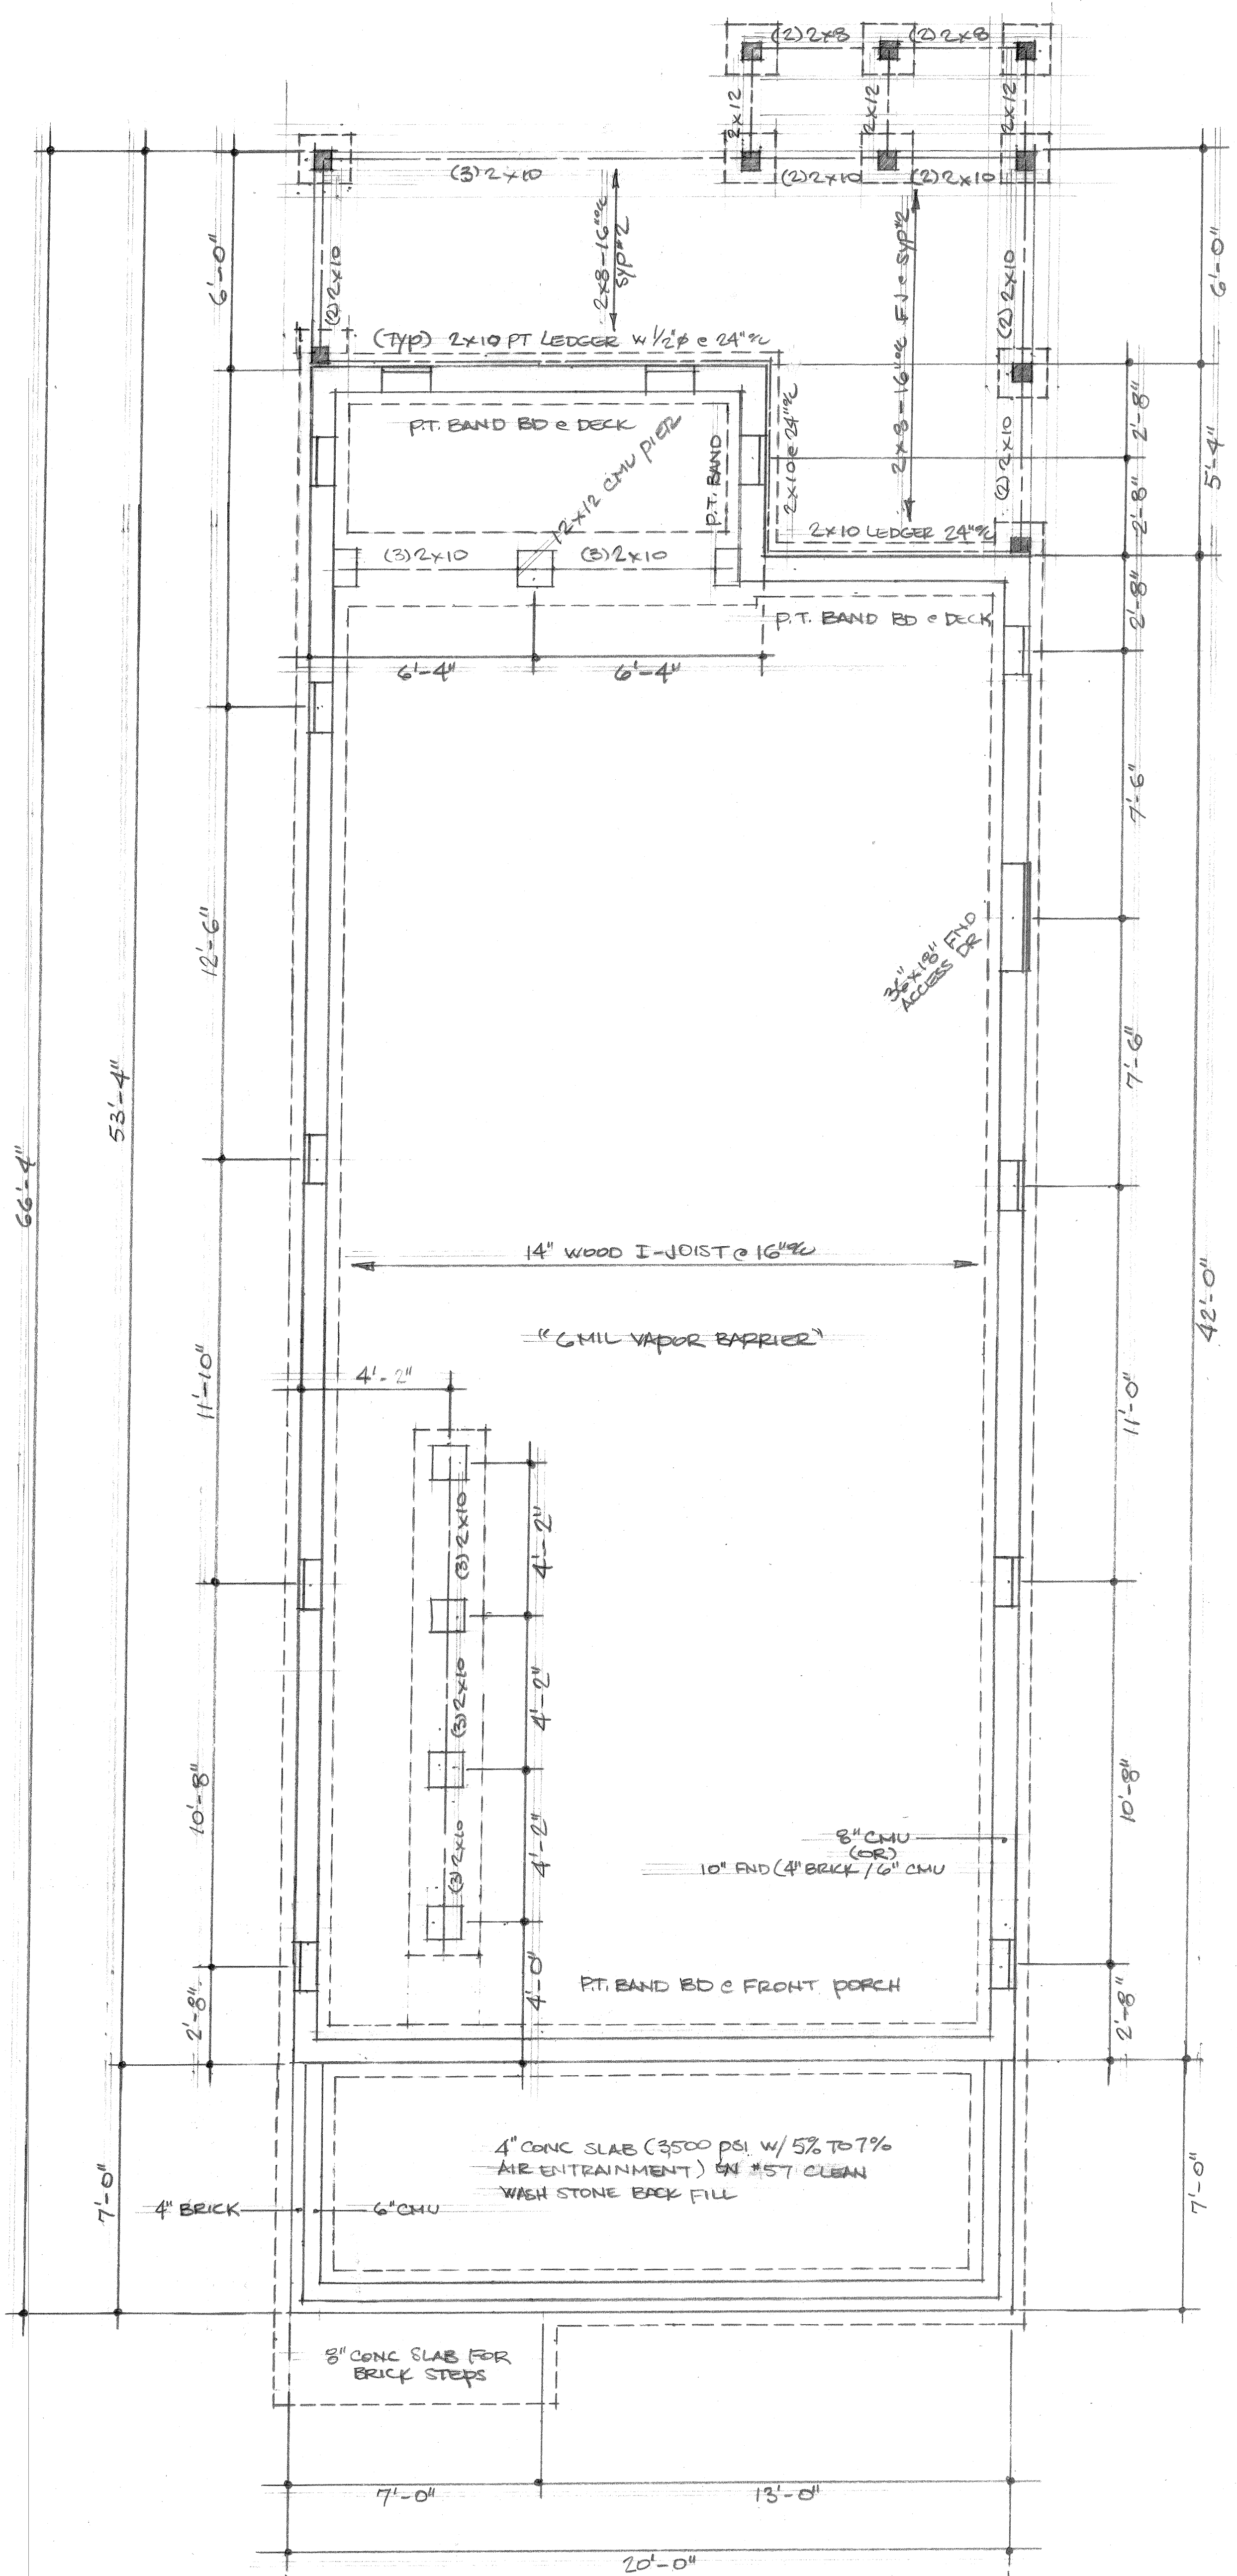 (2) 2x8
(2) 2x8
2x12
2x12
2x12
(3) 2x10
(2) 2x10
(2) 2x10
6'-0"
(2) 2x10
2x8-16"o/c
SYP#2
2x8-16"o/c FJ @ SYP#2
(2) 2x10
6'-0"
(TYP) 2x10 PT LEDGER W 1/2"ø @ 24"o/c
P.T. BAND BD @ DECK
12x12 CMU PIER
P.T. BAND
2x10 @ 24"o/c
(2) 2x10
2'-8"
5'-4"
2x10 LEDGER 24"o/c
2'-8"
(3) 2x10
(3) 2x10
P.T. BAND BD @ DECK
2'-8"
6'-4"
6'-4"
7'-6"
12'-6"
36"x18" FND
ACCESS DR
7'-6"
53'-4"
66'-4"
14" WOOD I-JOIST @ 16"o/c
42'-0"
"6 MIL VAPOR BARRIER"
4'-2"
11'-10"
11'-0"
(3) 2x10
4'-2"
(3) 2x10
4'-2"
10'-8"
(3) 2x10
4'-2"
10'-8"
8" CMU
(OR)
10" FND (4" BRICK / 6" CMU
4'-0"
P.T. BAND BD @ FRONT PORCH
2'-8"
2'-8"
4" CONC SLAB (3500 PSI W/ 5% TO 7%
AIR ENTRAINMENT) ON #57 CLEAN
WASH STONE BACK FILL
7'-0"
4" BRICK
6" CMU
7'-0"
8" CONC SLAB FOR
BRICK STEPS
7'-0"
13'-0"
20'-0"